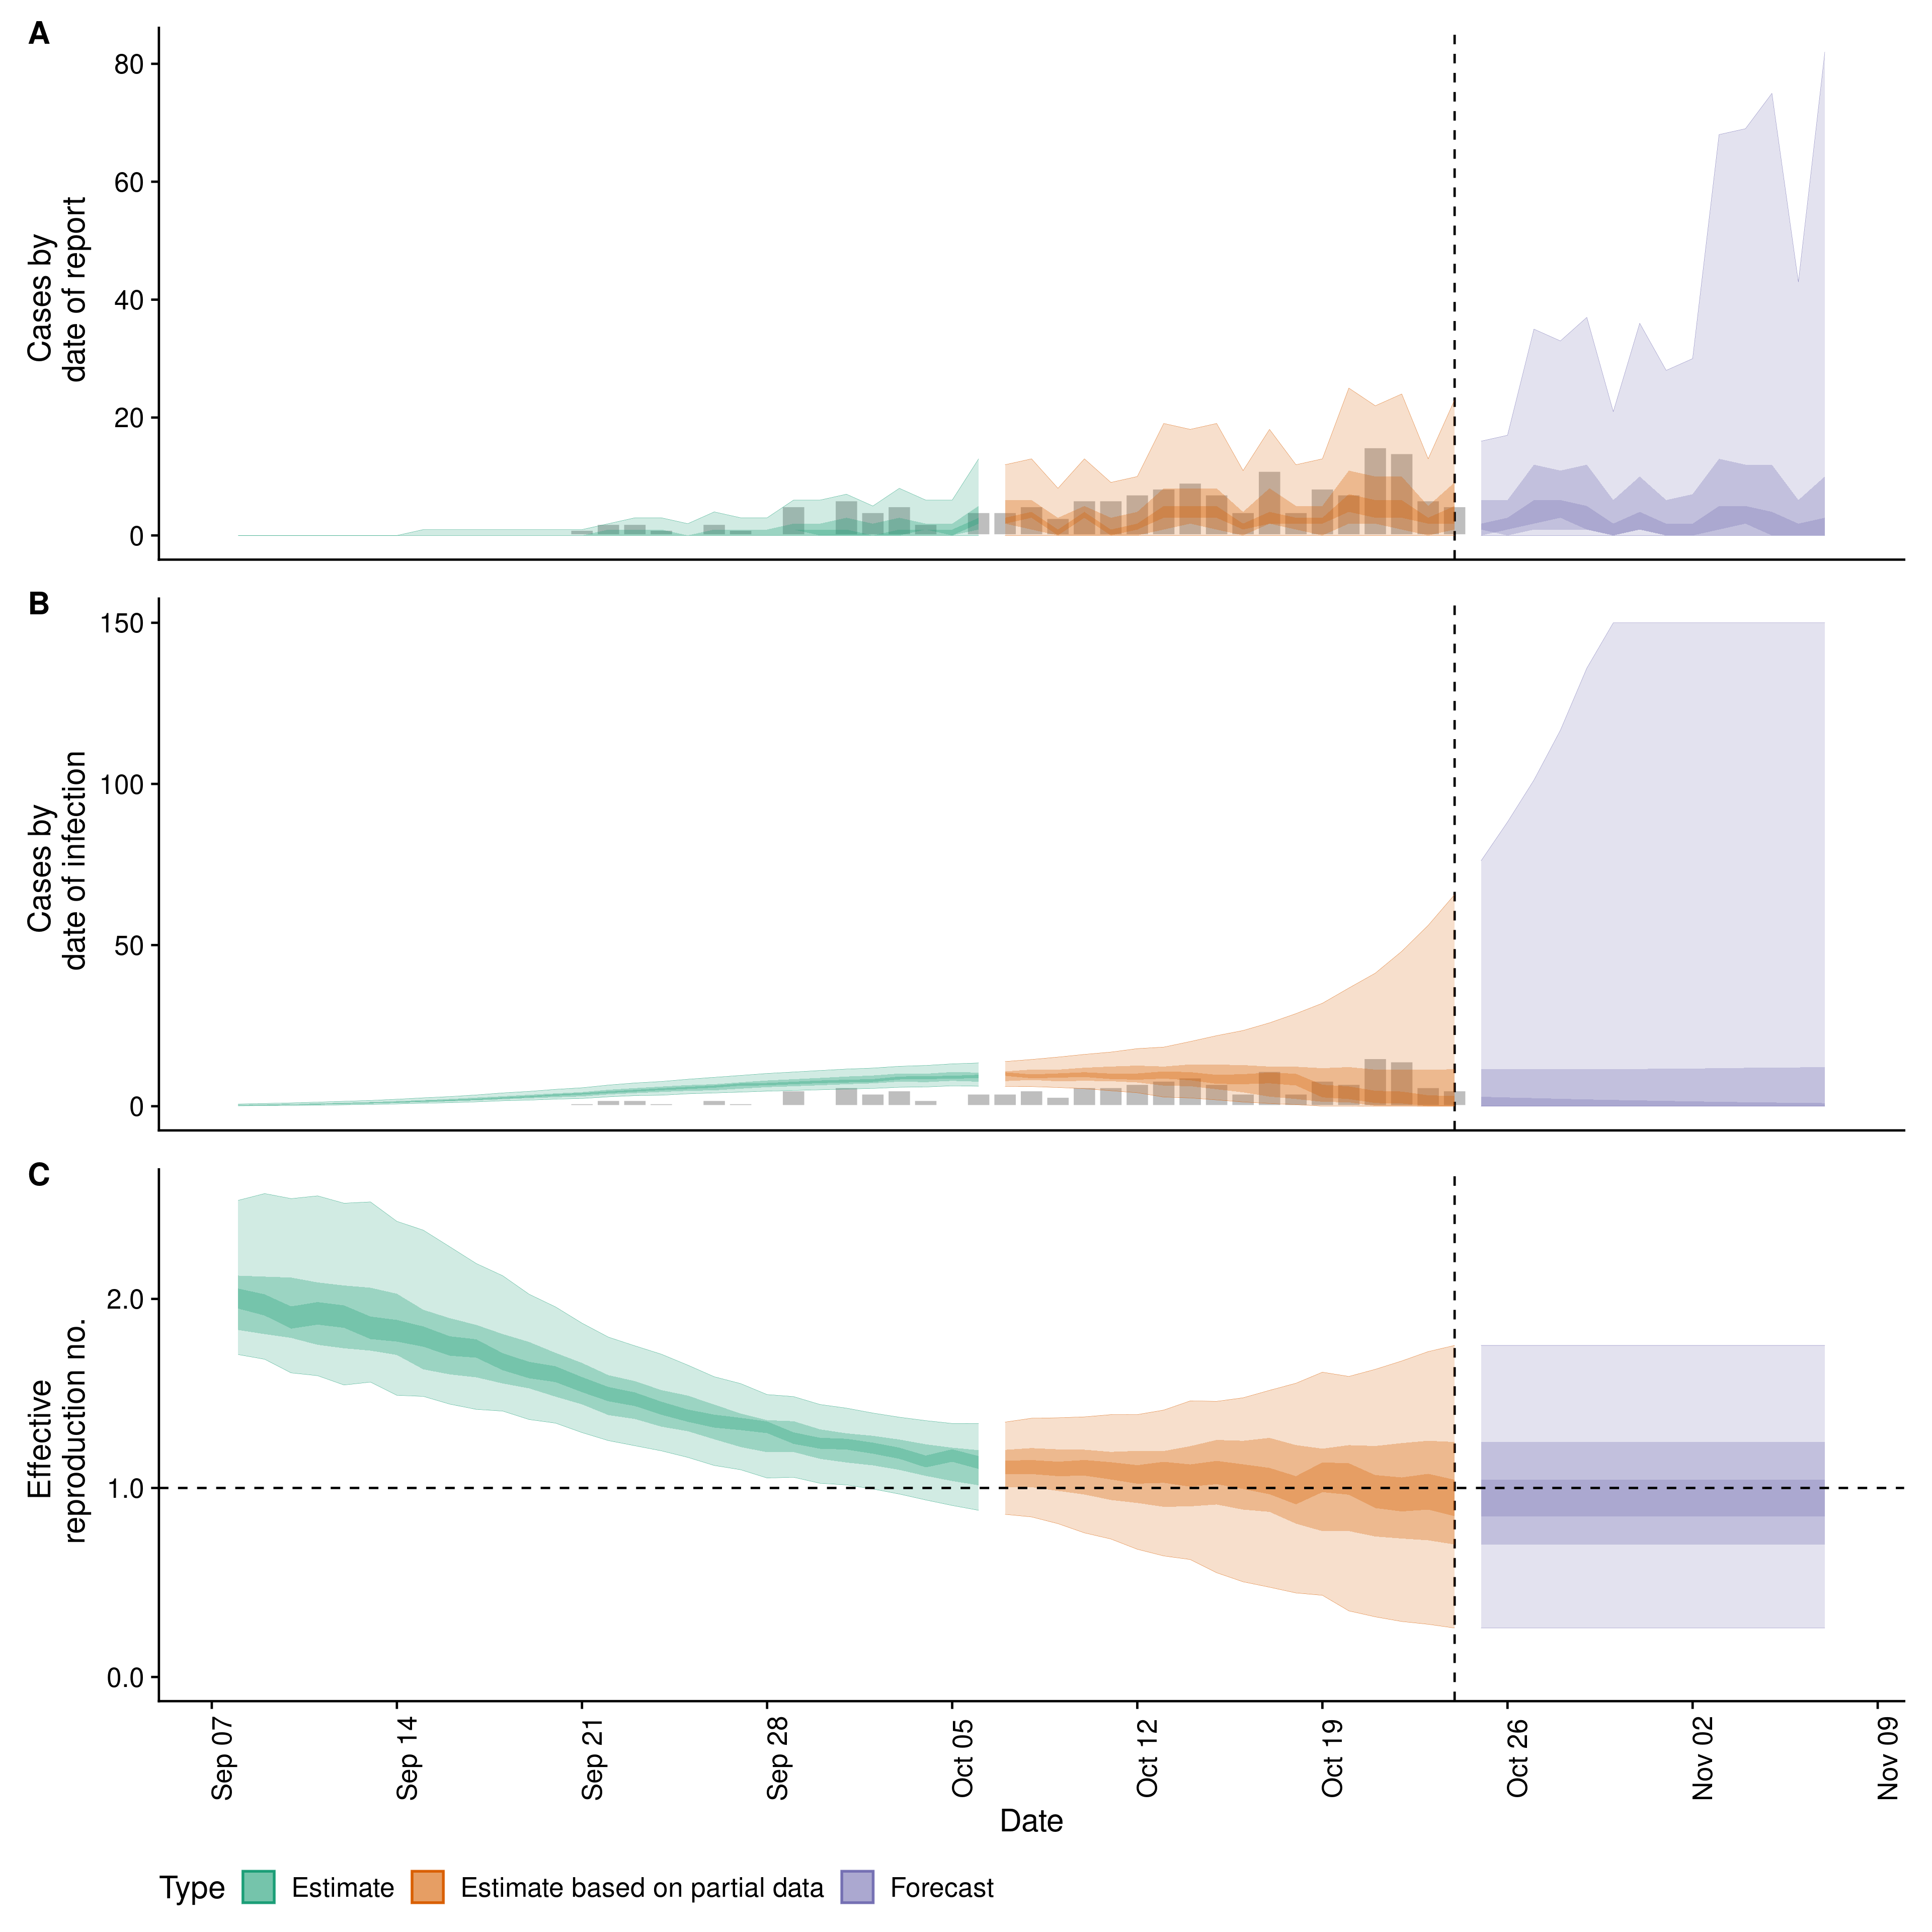 A
80
60
40
20
0
Cases by
date of report
B
150
100
50
0
Cases by
date of infection
C
2.0
1.0
0.0
Effective
reproduction no.
Sep 07
Sep 14
Sep 21
Sep 28
Oct 05
Oct 12
Oct 19
Oct 26
Nov 02
Nov 09
Date
Type
Estimate
Estimate based on partial data
Forecast